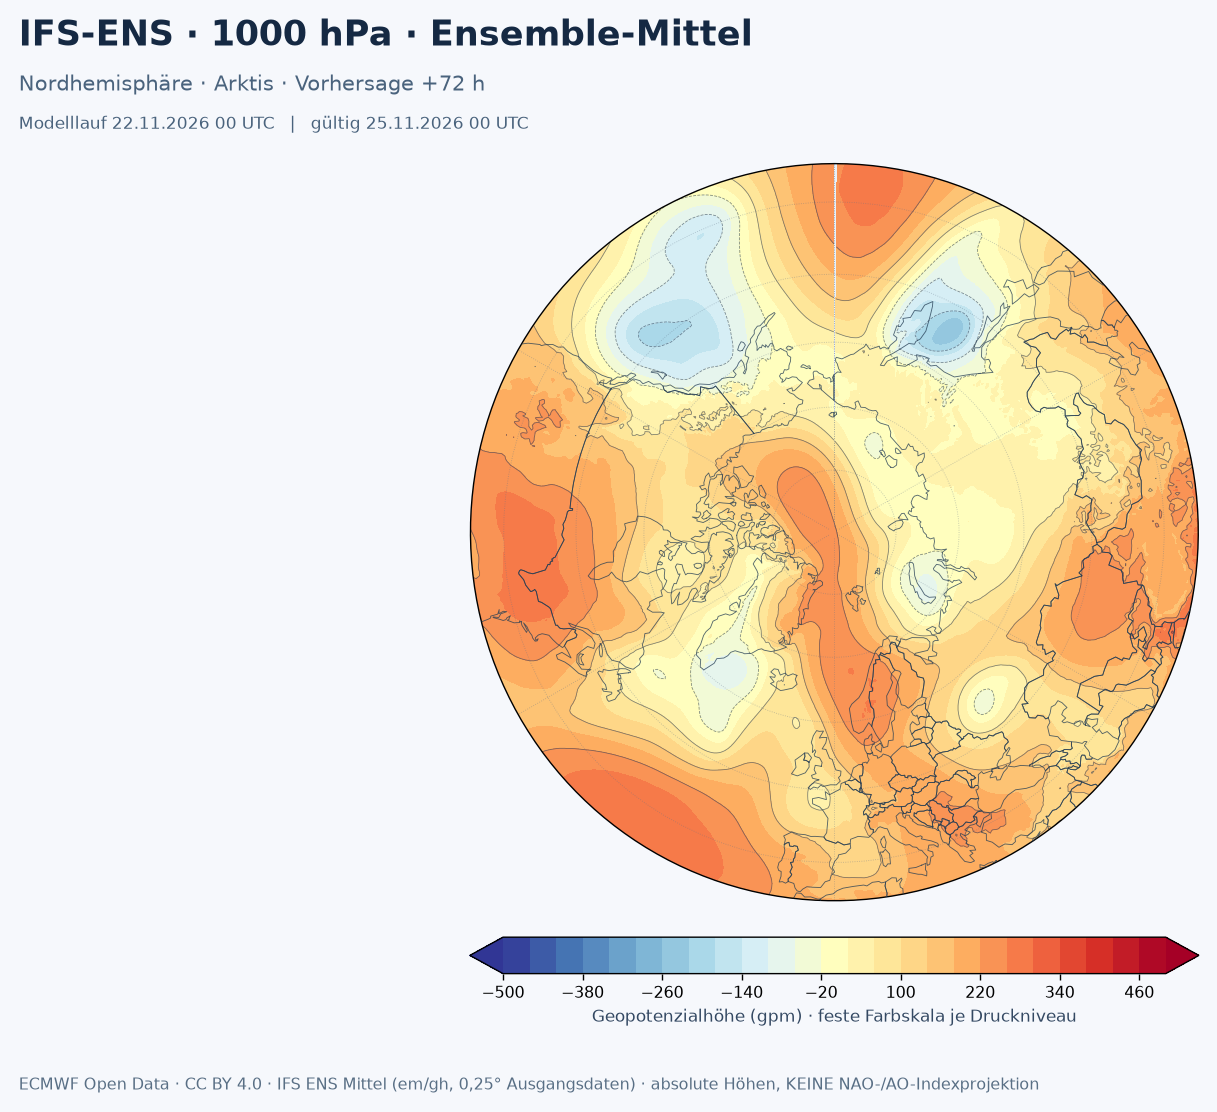 IFS-ENS · 1000 hPa · Ensemble-Mittel
Nordhemisphäre · Arktis · Vorhersage +72 h
Modelllauf 22.11.2026 00 UTC | gültig 25.11.2026 00 UTC
−500 −380 −260 −140 −20 100 220 340 460
Geopotenzialhöhe (gpm) · feste Farbskala je Druckniveau
ECMWF Open Data · CC BY 4.0 · IFS ENS Mittel (em/gh, 0,25° Ausgangsdaten) · absolute Höhen, KEINE NAO-/AO-Indexprojektion